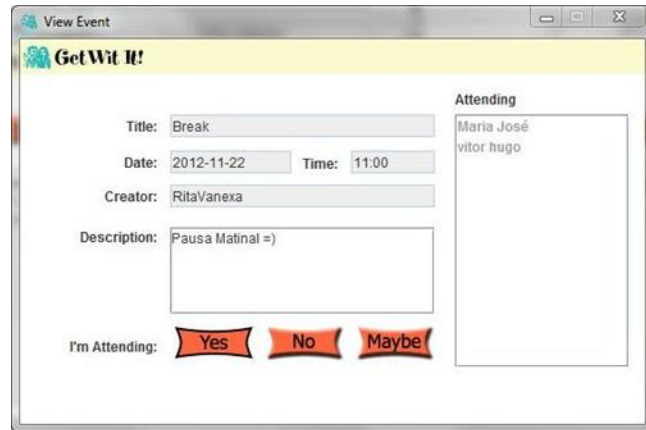 View Event
Get Wit It!
Attending
Title: Break
Maria José
vitor hugo
Date: 2012-11-22 Time: 11:00
Creator: RitaVanexa
Description: Pausa Matinal =)
I'm Attending: Yes No Maybe